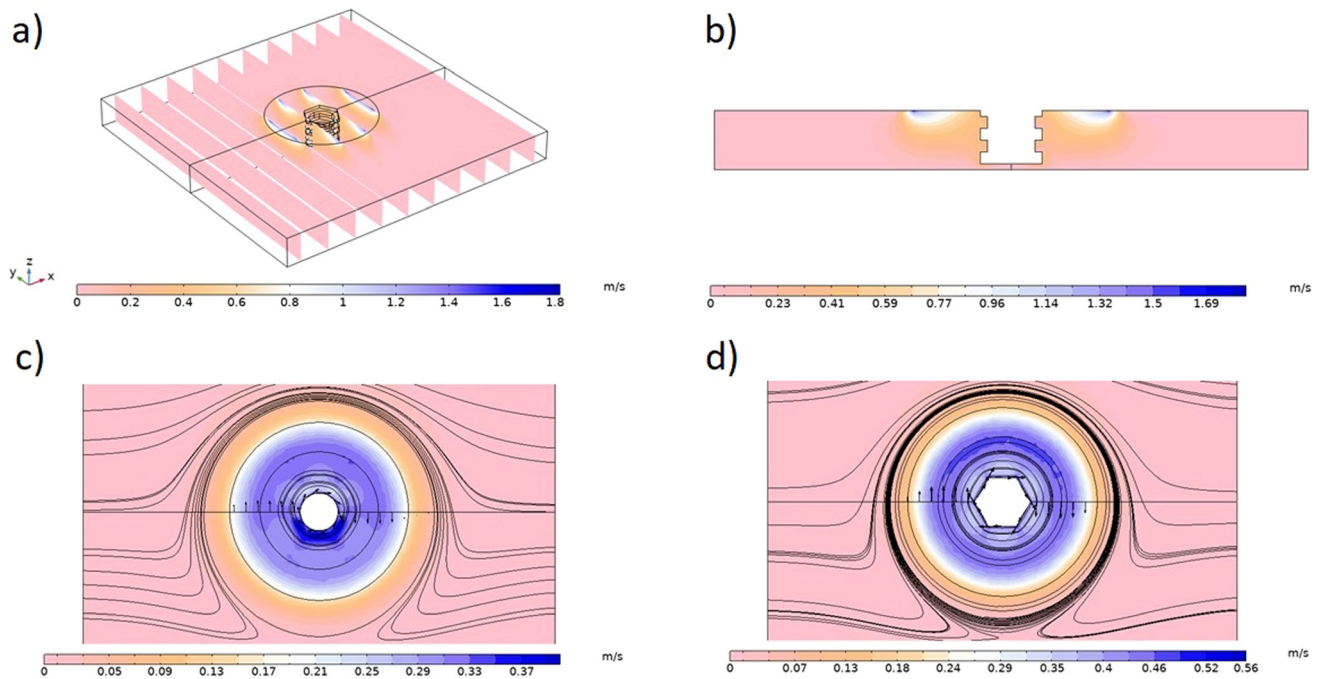 a)
b)
z
y x
m/s
0 0.2 0.4 0.6 0.8 1 1.2 1.4 1.6 1.8
m/s
0 0.23 0.41 0.59 0.77 0.96 1.14 1.32 1.5 1.69
c)
d)
m/s
0 0.05 0.09 0.13 0.17 0.21 0.25 0.29 0.33 0.37
m/s
0 0.07 0.13 0.18 0.24 0.29 0.35 0.4 0.46 0.52 0.56